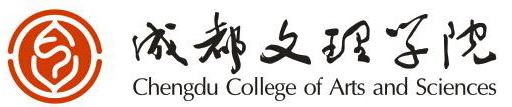 成都文理学院
Chengdu College of Arts and Sciences